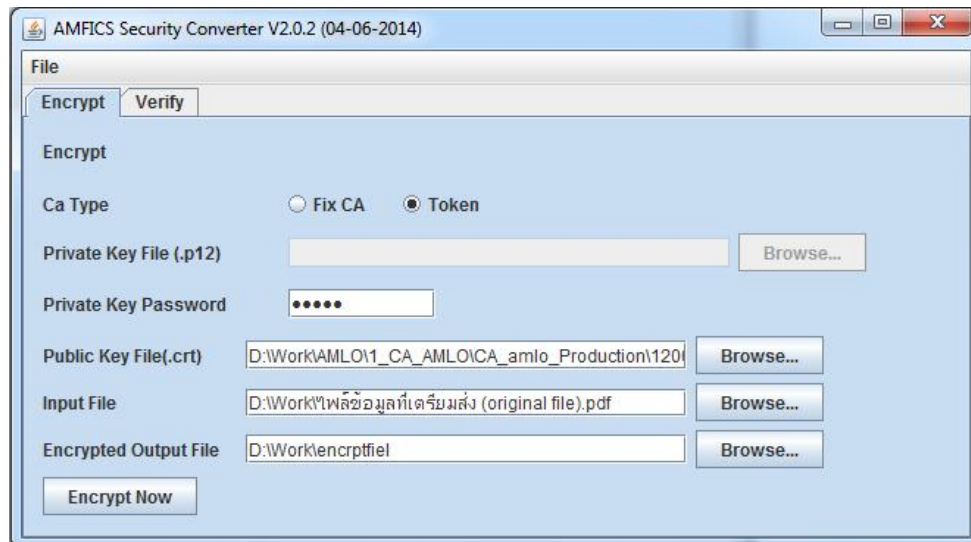 AMFICS Security Converter V2.0.2 (04-06-2014)
File
Encrypt Verify
Encrypt
Ca Type Fix CA Token
Private Key File (.p12) Browse...
Private Key Password •••••
Public Key File(.crt) D:\Work\AMLO\1_CA_AMLO\CA_amlo_Production\120 Browse...
Input File D:\Work\ไฟล์ข้อมูลที่เตรียมส่ง (original file).pdf Browse...
Encrypted Output File D:\Work\encrptfiel Browse...
Encrypt Now